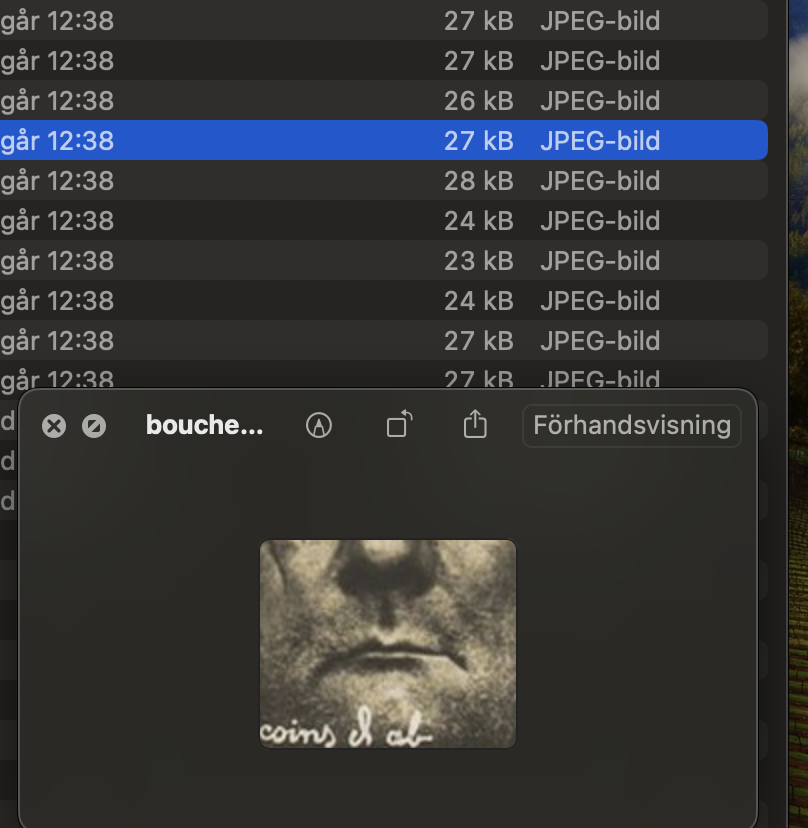 går 12:38 27 kB JPEG-bild
går 12:38 27 kB JPEG-bild
går 12:38 26 kB JPEG-bild
går 12:38 27 kB JPEG-bild
går 12:38 28 kB JPEG-bild
går 12:38 24 kB JPEG-bild
går 12:38 23 kB JPEG-bild
går 12:38 24 kB JPEG-bild
går 12:38 27 kB JPEG-bild
går 12:38 27 kB JPEG-bild
d
bouche... Förhandsvisning
d
d
coins & ab